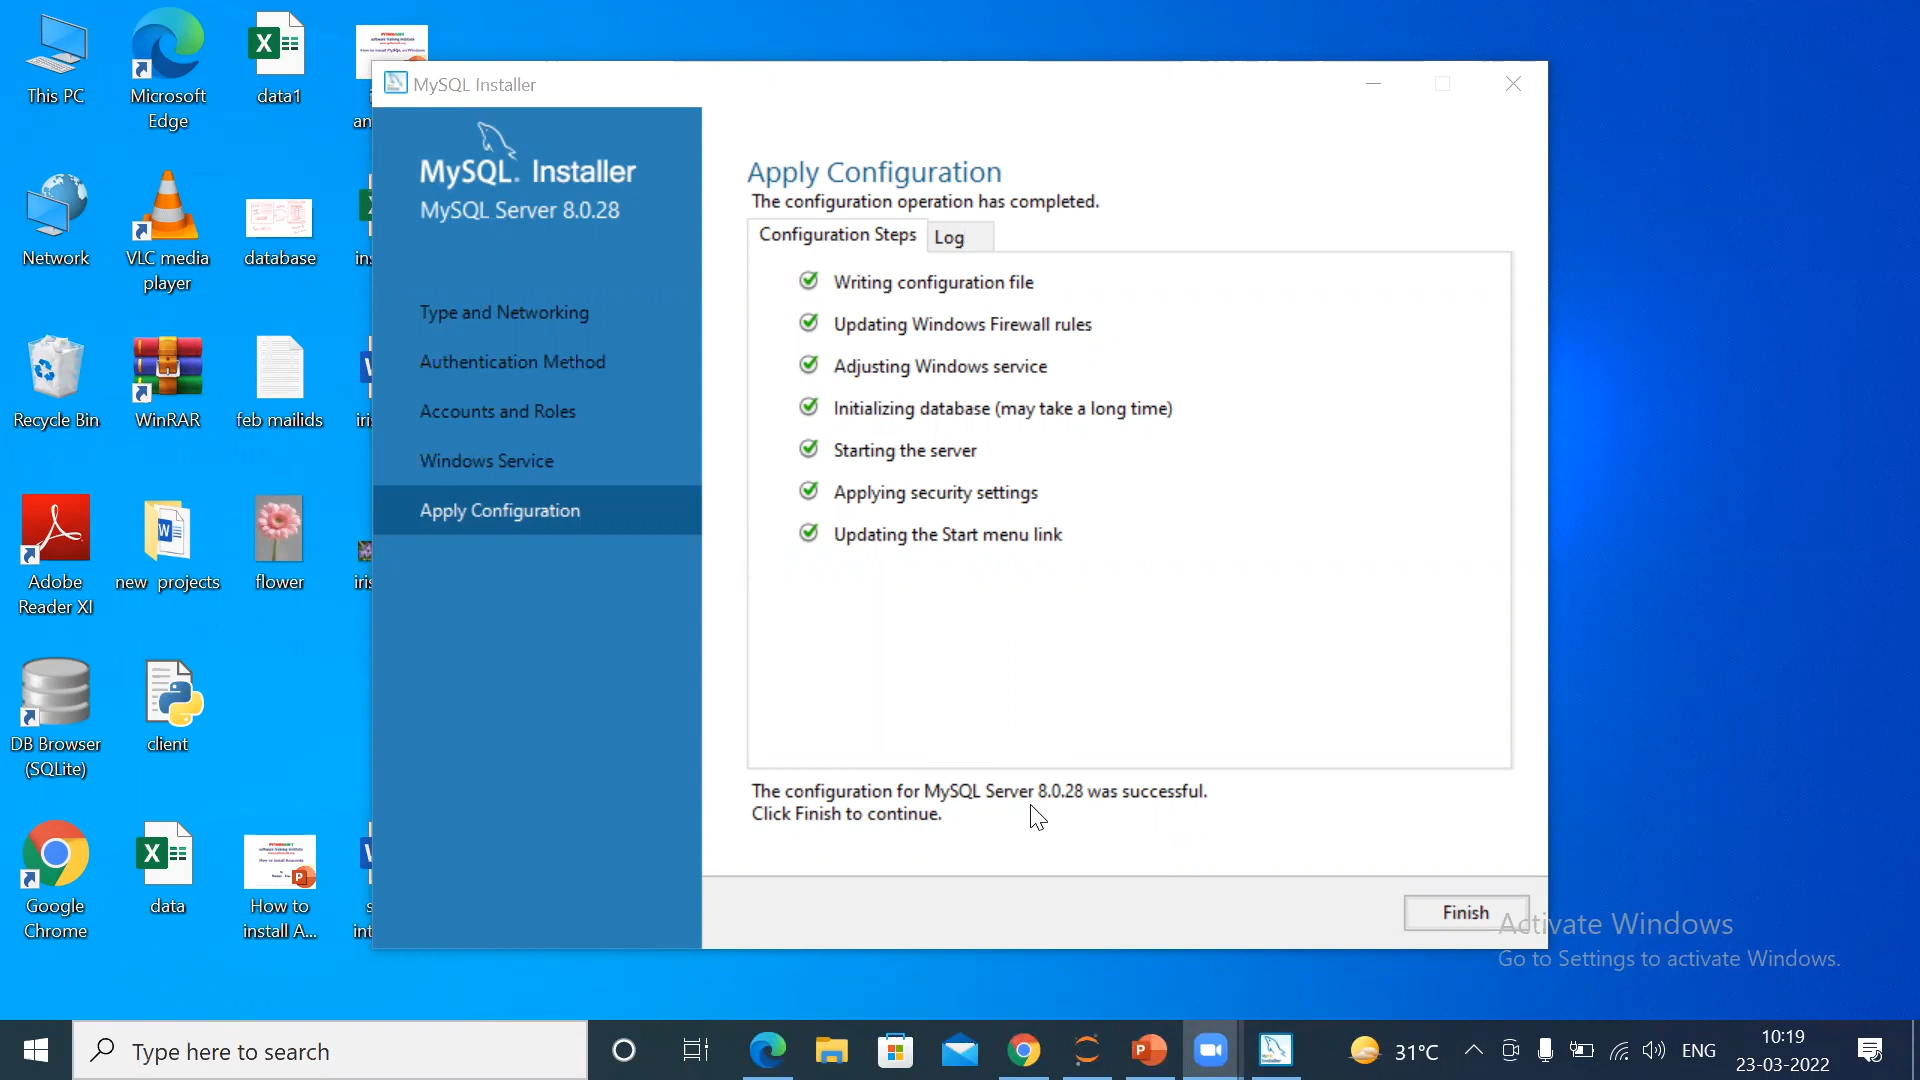 This PC
Microsoft
Edge
data1
Network
VLC media
player
database
Recycle Bin
WinRAR
feb mailids
Adobe
Reader XI
new projects
flower
DB Browser
(SQLite)
client
Google
Chrome
data
How to
install A...
MySQL Installer
MySQL. Installer
MySQL Server 8.0.28
Type and Networking
Authentication Method
Accounts and Roles
Windows Service
Apply Configuration
Apply Configuration
The configuration operation has completed.
Configuration Steps
Log
Writing configuration file
Updating Windows Firewall rules
Adjusting Windows service
Initializing database (may take a long time)
Starting the server
Applying security settings
Updating the Start menu link
The configuration for MySQL Server 8.0.28 was successful.
Click Finish to continue.
Finish
Activate Windows
Go to Settings to activate Windows.
Type here to search
31°C
ENG
10:19
23-03-2022